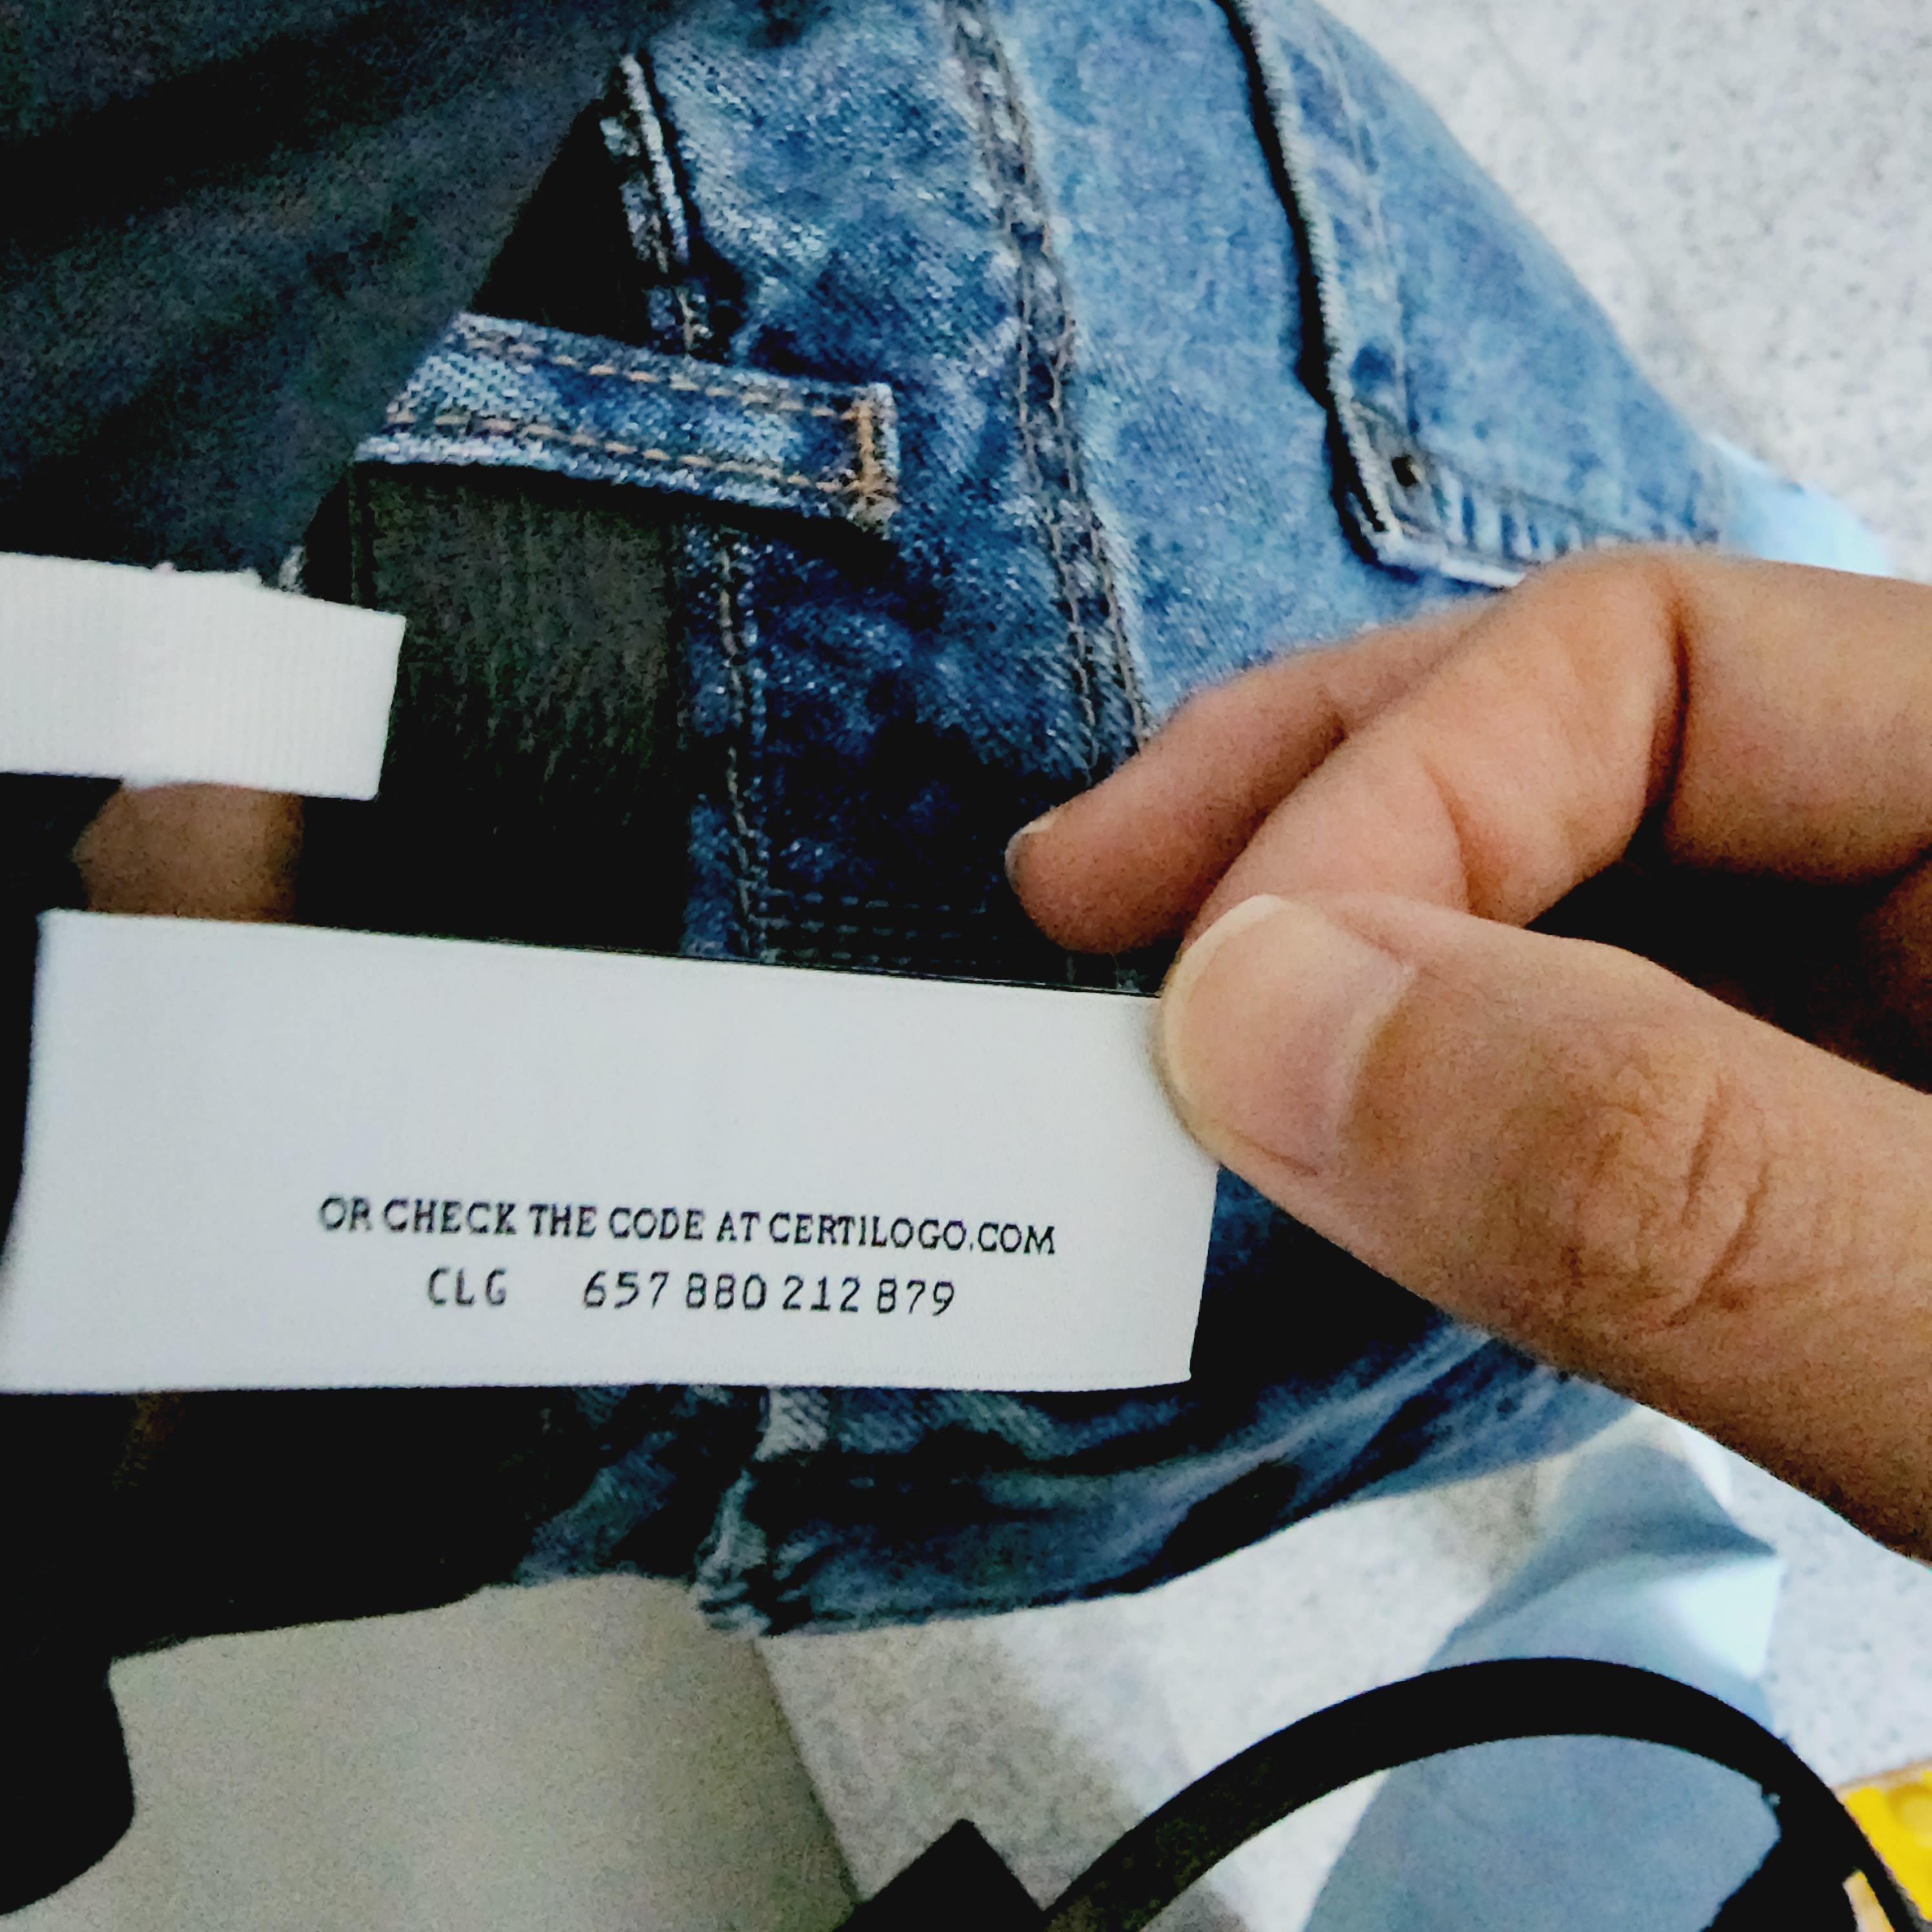 OR CHECK THE CODE AT CERTILOGO.COM
CLG 657 880 212 879